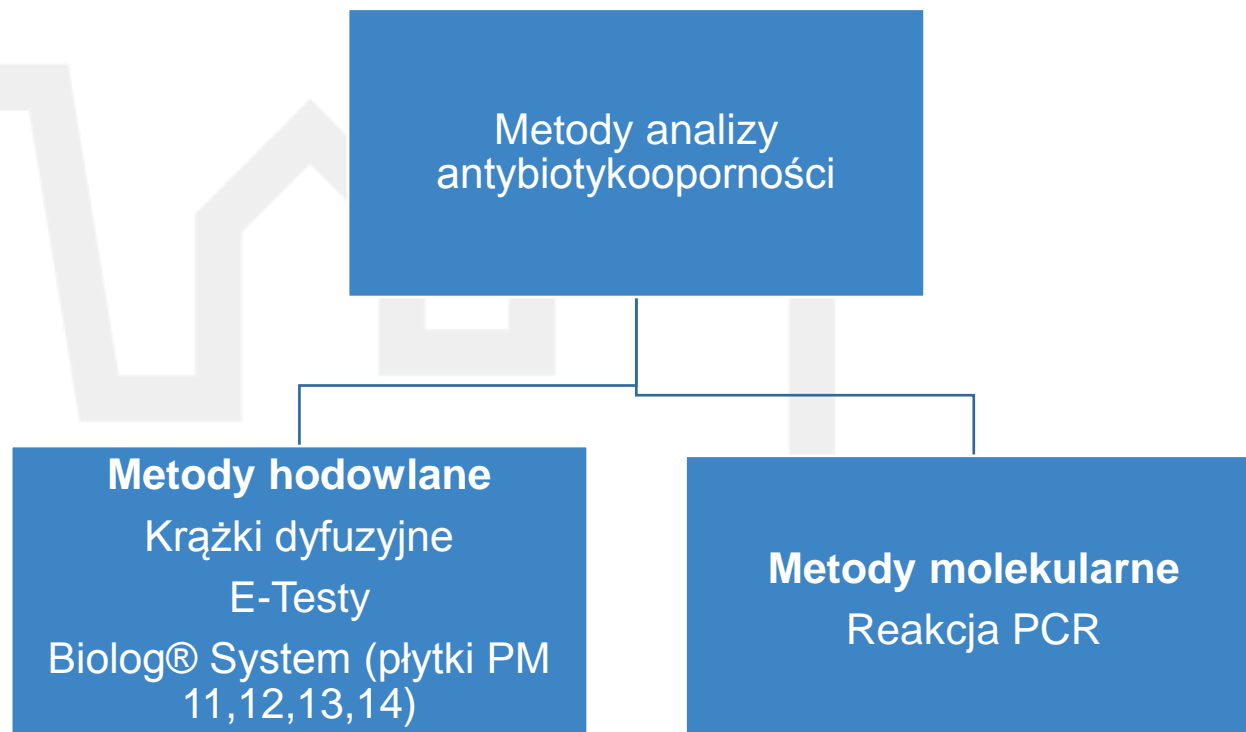 Metody analizy
antybiotykooporności
Metody hodowlane
Krążki dyfuzyjne
E-Testy
Biolog® System (płytki PM
11,12,13,14)
Metody molekularne
Reakcja PCR